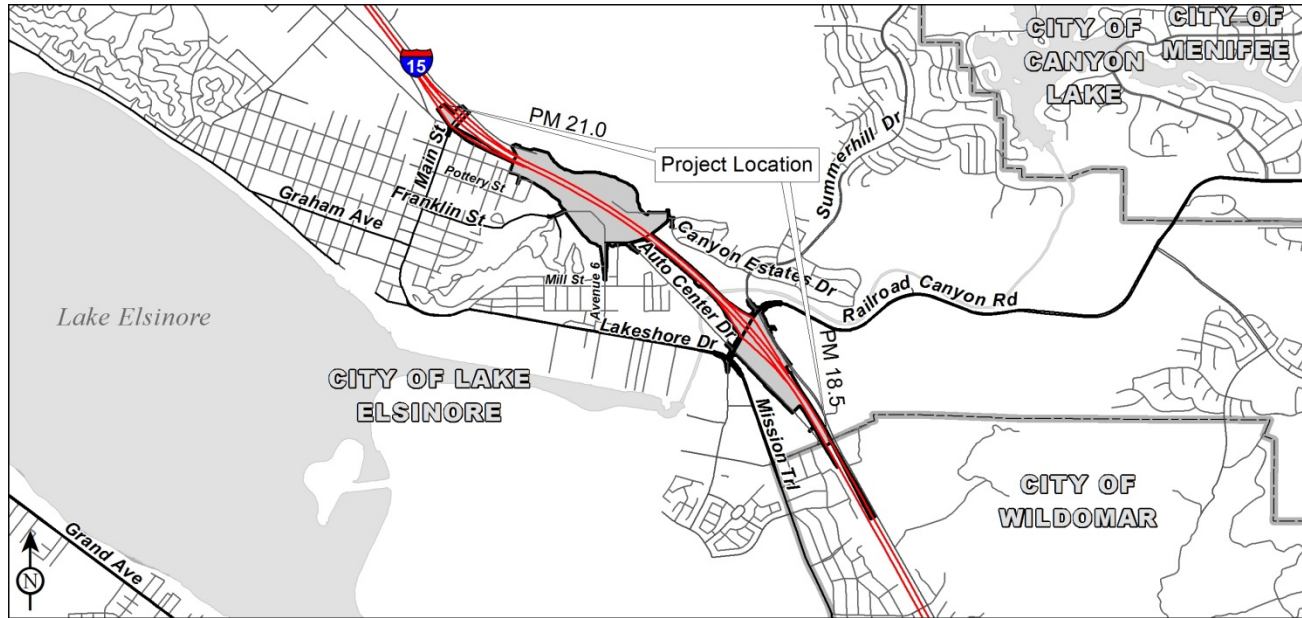 CITY OF
CANYON
LAKE
CITY OF
MENIFEE
15
PM 21.0
Project Location
Summerhill Dr
Main St
Pottery St
Franklin St
Graham Ave
Canyon Estates Dr
Auto Center Dr
Mill St
Avenue 6
Railroad Canyon Rd
Lakeshore Dr
Lake Elsinore
PM 18.5
CITY OF LAKE
ELSINORE
Mission Trl
CITY OF
WILDOMAR
Grand Ave
N